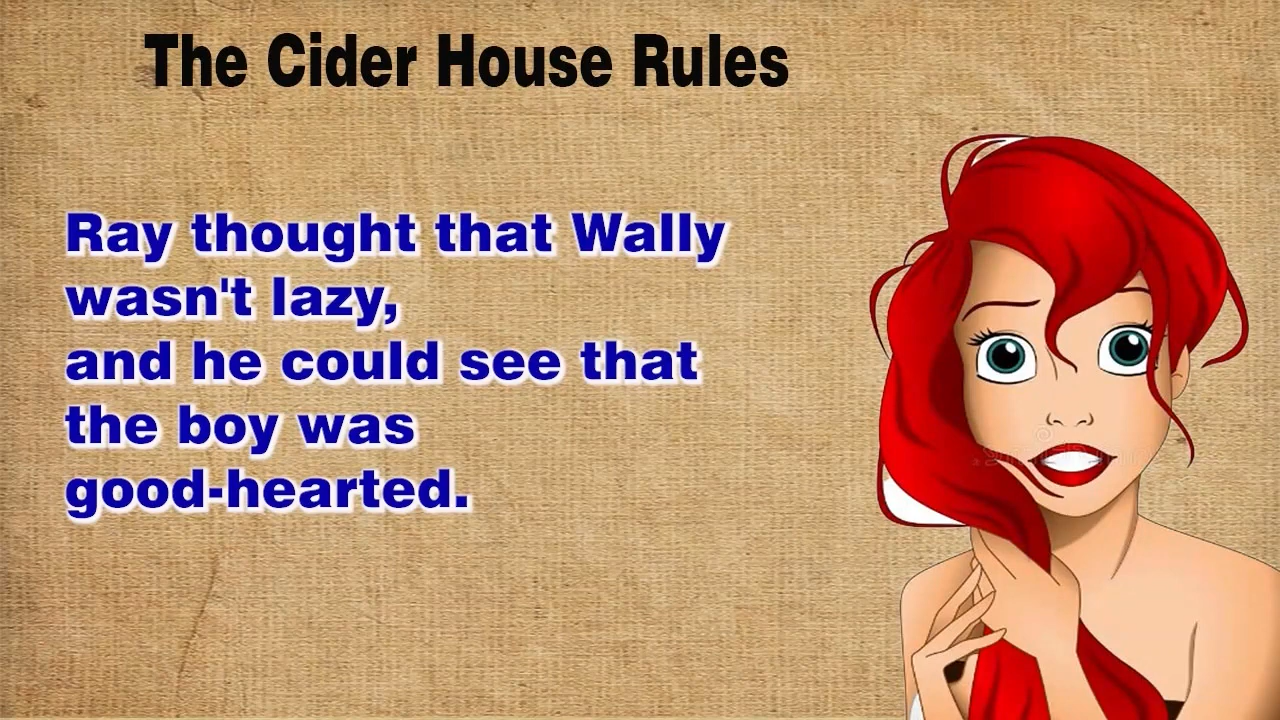 The Cider House Rules
Ray thought that Wally
wasn't lazy,
and he could see that
the boy was
good-hearted.